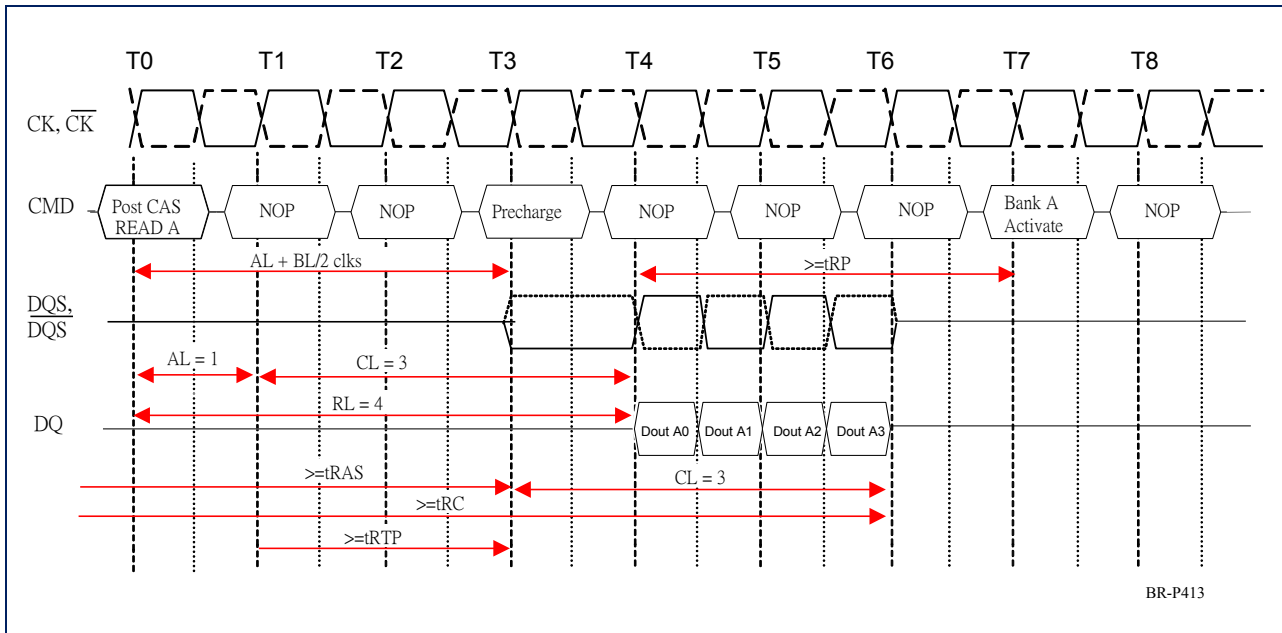 T0 T1 T2 T3 T4 T5 T6 T7 T8
CK, CK
CMD Post CAS READ A NOP NOP Precharge NOP NOP NOP Bank A Activate NOP
AL + BL/2 clks >=tRP
DQS,
DQS
AL = 1 CL = 3
RL = 4
DQ Dout A0 Dout A1 Dout A2 Dout A3
>=tRAS CL = 3
>=tRC
>=tRTP
BR-P413